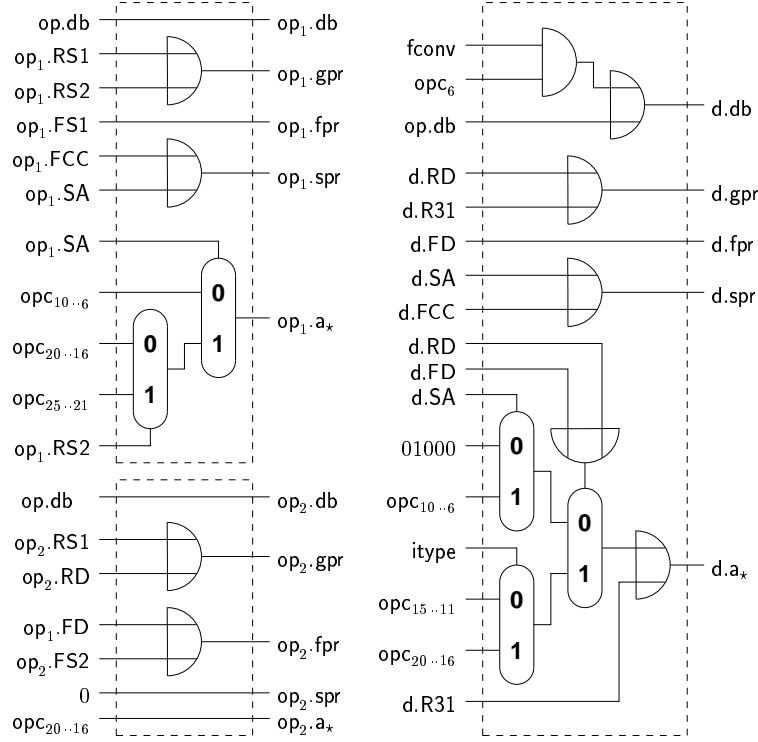 op.db op₁.db
op₁.RS1
op₁.gpr
op₁.RS2
op₁.FS1 op₁.fpr
op₁.FCC
op₁.spr
op₁.SA
op₁.SA
opc₁₀..₆ 0
op₁.a⋆
opc₂₀..₁₆ 0 1
opc₂₅..₂₁ 1
op₁.RS2
op.db op₂.db
op₂.RS1
op₂.gpr
op₂.RD
op₁.FD
op₂.fpr
op₂.FS2
0 op₂.spr
opc₂₀..₁₆ op₂.a⋆
fconv
opc₆
d.db
op.db
d.RD
d.gpr
d.R31
d.FD d.fpr
d.SA
d.spr
d.FCC
d.RD
d.FD
d.SA
01000 0
opc₁₀..₆ 1
0
itype
d.a⋆
1
opc₁₅..₁₁ 0
opc₂₀..₁₆ 1
d.R31